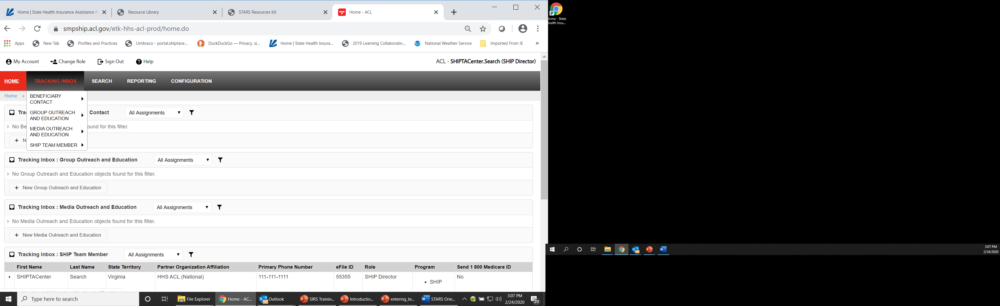 Home | State Health Insurance Assistance P
Resource Library
STARS Resources Kit
Home - ACL
smpship.acl.gov/etk-hhs-acl-prod/home.do
Apps
New Tab
Profiles and Practices
Umbraco - portal.shiptace...
DuckDuckGo — Privacy, si...
Home | State Health Insura...
2019 Learning Collaborativ...
National Weather Service
Imported From IE
»
My Account
Change Role
Sign Out
Help
ACL - SHIPTACenter.Search (SHIP Director)
HOME
TRACKING INBOX
SEARCH
REPORTING
CONFIGURATION
Home »
BENEFICIARY
CONTACT
GROUP OUTREACH
AND EDUCATION
MEDIA OUTREACH
AND EDUCATION
SHIP TEAM MEMBER
Tra
Contact
All Assignments
No Be
ound for this filter.
+ N
Tracking Inbox : Group Outreach and Education
All Assignments
No Group Outreach and Education objects found for this filter.
+ New Group Outreach and Education
Tracking Inbox : Media Outreach and Education
All Assignments
No Media Outreach and Education objects found for this filter.
+ New Media Outreach and Education
Tracking Inbox : SHIP Team Member
All Assignments
First Name Last Name State Territory Partner Organization Affiliation Primary Phone Number eFile ID Role Program Send 1 800 Medicare ID
SHIPTACenter Search Virginia HHS ACL (National) 111-111-1111 55355 SHIP Director No
• SHIP
Type here to search
File Explorer
Home - AC...
Outlook
SIRS Trainin...
Introductio...
entering_te...
STARS Orie...
3:07 PM
2/24/2020
20
ome - State
ealth Insu...
3:07 PM
2/24/2020